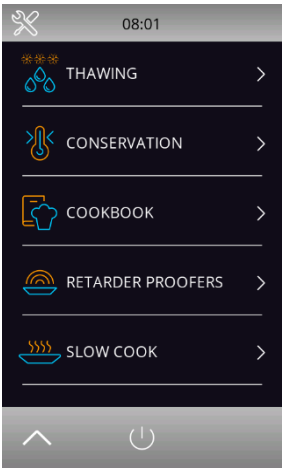 08:01
THAWING
CONSERVATION
COOKBOOK
RETARDER PROOFERS
SLOW COOK